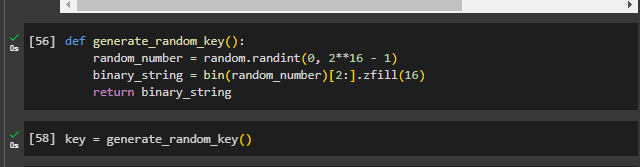 [56] def generate_random_key():
0s
random_number = random.randint(0, 2**16 - 1)
binary_string = bin(random_number)[2:].zfill(16)
return binary_string
[58] key = generate_random_key()
0s